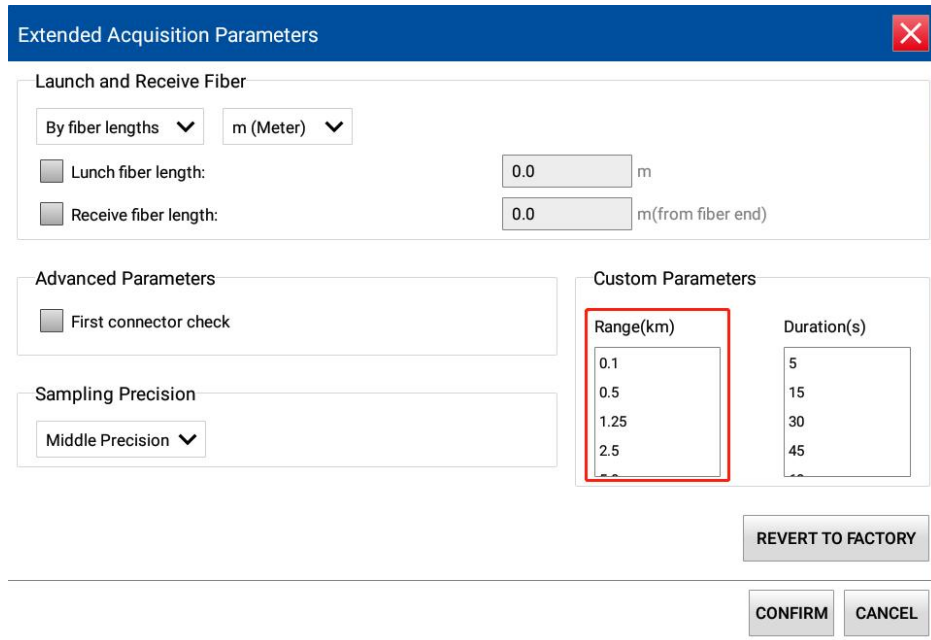 Extended Acquisition Parameters
Launch and Receive Fiber
By fiber lengths
m (Meter)
Lunch fiber length:
0.0
m
Receive fiber length:
0.0
m(from fiber end)
Advanced Parameters
First connector check
Sampling Precision
Middle Precision
Custom Parameters
Range(km)
0.1
0.5
1.25
2.5
Duration(s)
5
15
30
45
REVERT TO FACTORY
CONFIRM
CANCEL